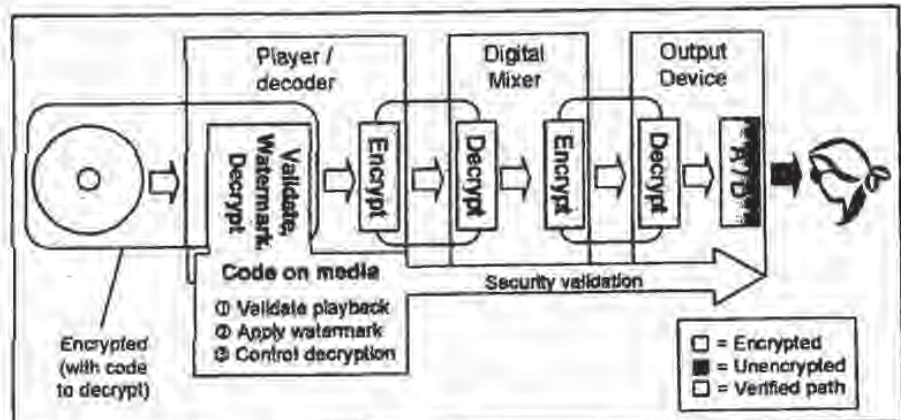 Player /
decoder
Digital
Mixer
Output
Device
Validate,
Watermark,
Decrypt
Encrypt
Decrypt
Encrypt
Decrypt
A/D
Code on media
① Validate playback
② Apply watermark
③ Control decryption
Security validation
Encrypted
(with code
to decrypt)
= Encrypted
= Unencrypted
= Verified path